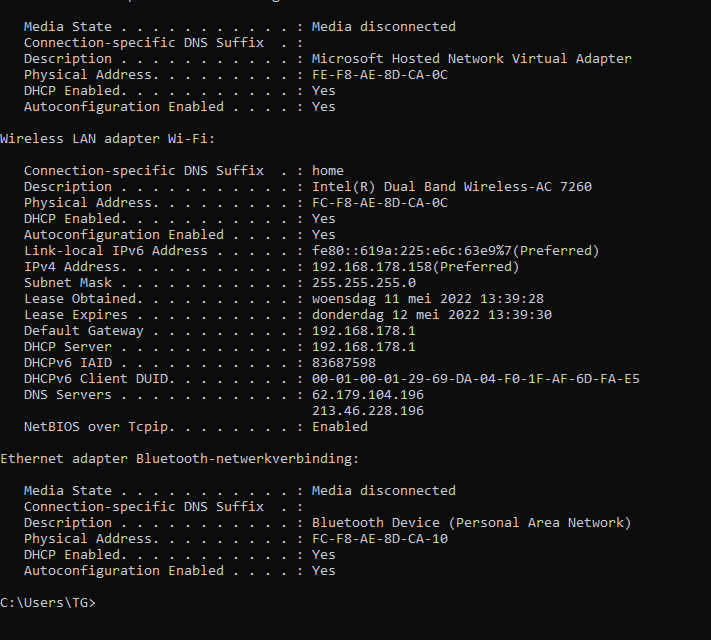 Media State . . . . . . . . . . . : Media disconnected
Connection-specific DNS Suffix  . :
Description . . . . . . . . . . . : Microsoft Hosted Network Virtual Adapter
Physical Address. . . . . . . . . : FE-F8-AE-8D-CA-0C
DHCP Enabled. . . . . . . . . . . : Yes
Autoconfiguration Enabled . . . . : Yes
Wireless LAN adapter Wi-Fi:
Connection-specific DNS Suffix  . : home
Description . . . . . . . . . . . : Intel(R) Dual Band Wireless-AC 7260
Physical Address. . . . . . . . . : FC-F8-AE-8D-CA-0C
DHCP Enabled. . . . . . . . . . . : Yes
Autoconfiguration Enabled . . . . : Yes
Link-local IPv6 Address . . . . . : fe80::619a:225:e6c:63e9%7(Preferred)
IPv4 Address. . . . . . . . . . . : 192.168.178.158(Preferred)
Subnet Mask . . . . . . . . . . . : 255.255.255.0
Lease Obtained. . . . . . . . . . : woensdag 11 mei 2022 13:39:28
Lease Expires . . . . . . . . . . : donderdag 12 mei 2022 13:39:30
Default Gateway . . . . . . . . . : 192.168.178.1
DHCP Server . . . . . . . . . . . : 192.168.178.1
DHCPv6 IAID . . . . . . . . . . . : 83687598
DHCPv6 Client DUID. . . . . . . . : 00-01-00-01-29-69-DA-04-F0-1F-AF-6D-FA-E5
DNS Servers . . . . . . . . . . . : 62.179.104.196
213.46.228.196
NetBIOS over Tcpip. . . . . . . . : Enabled
Ethernet adapter Bluetooth-netwerkverbinding:
Media State . . . . . . . . . . . : Media disconnected
Connection-specific DNS Suffix  . :
Description . . . . . . . . . . . : Bluetooth Device (Personal Area Network)
Physical Address. . . . . . . . . : FC-F8-AE-8D-CA-10
DHCP Enabled. . . . . . . . . . . : Yes
Autoconfiguration Enabled . . . . : Yes
C:\Users\TG>